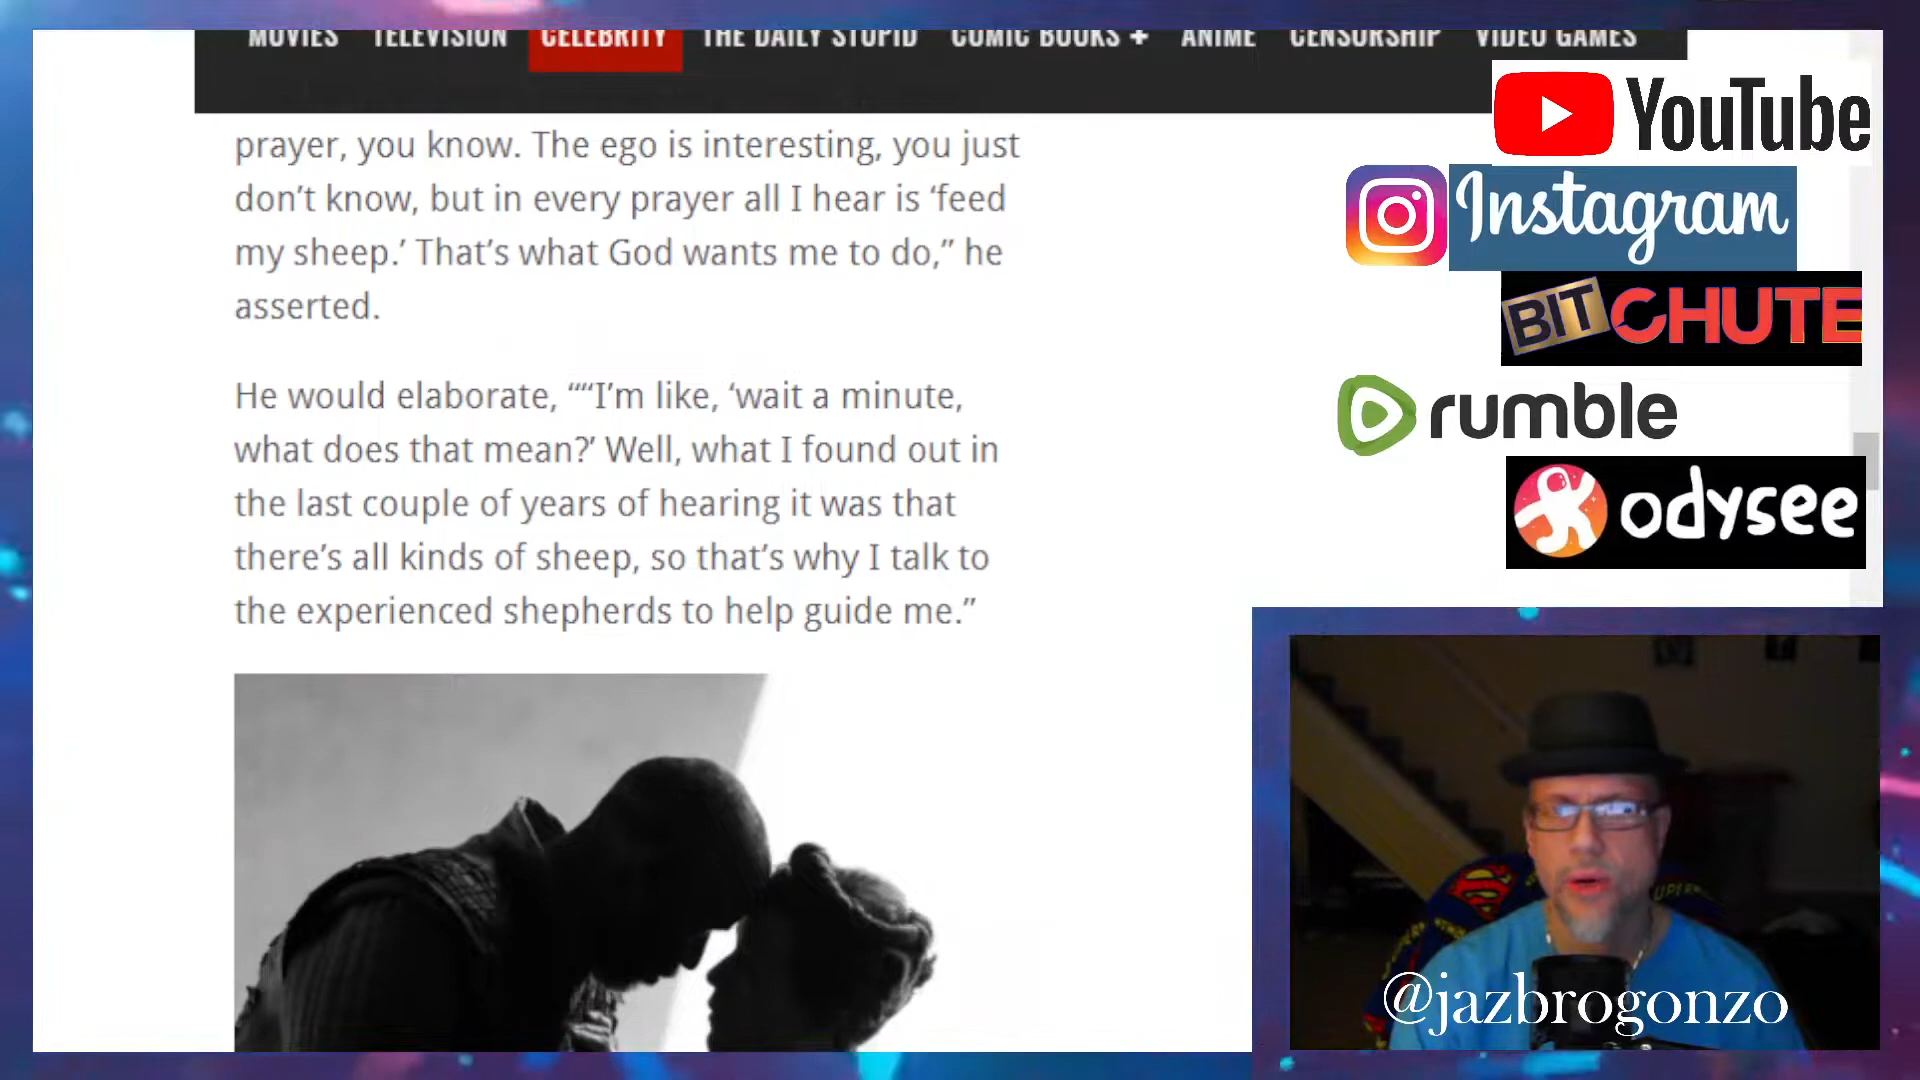 MOVIES TELEVISION CELEBRITY THE DAILY STUPID COMIC BOOKS + ANIME CENSORSHIP VIDEO GAMES
prayer, you know. The ego is interesting, you just
don’t know, but in every prayer all I hear is ‘feed
my sheep.’ That’s what God wants me to do,” he
asserted.
He would elaborate, ““I’m like, ‘wait a minute,
what does that mean?’ Well, what I found out in
the last couple of years of hearing it was that
there’s all kinds of sheep, so that’s why I talk to
the experienced shepherds to help guide me.”
YouTube
Instagram
BITCHUTE
rumble
odysee
@jazbrogonzo